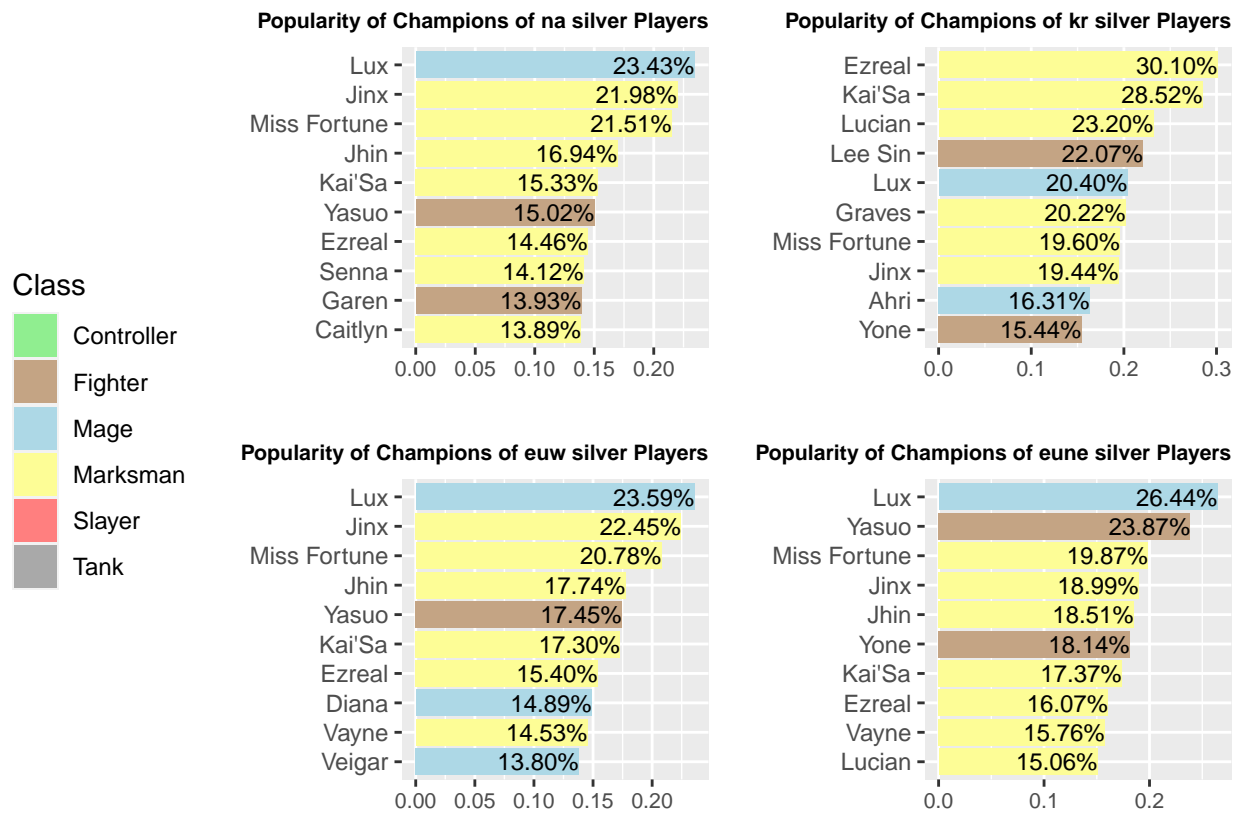 Popularity of Champions of na silver Players
Lux 23.43%
Jinx 21.98%
Miss Fortune 21.51%
Jhin 16.94%
Kai'Sa 15.33%
Yasuo 15.02%
Ezreal 14.46%
Senna 14.12%
Garen 13.93%
Caitlyn 13.89%
0.00 0.05 0.10 0.15 0.20
Popularity of Champions of kr silver Players
Ezreal 30.10%
Kai'Sa 28.52%
Lucian 23.20%
Lee Sin 22.07%
Lux 20.40%
Graves 20.22%
Miss Fortune 19.60%
Jinx 19.44%
Ahri 16.31%
Yone 15.44%
0.0 0.1 0.2 0.3
Class
Controller
Fighter
Mage
Marksman
Slayer
Tank
Popularity of Champions of euw silver Players
Lux 23.59%
Jinx 22.45%
Miss Fortune 20.78%
Jhin 17.74%
Yasuo 17.45%
Kai'Sa 17.30%
Ezreal 15.40%
Diana 14.89%
Vayne 14.53%
Veigar 13.80%
0.00 0.05 0.10 0.15 0.20
Popularity of Champions of eune silver Players
Lux 26.44%
Yasuo 23.87%
Miss Fortune 19.87%
Jinx 18.99%
Jhin 18.51%
Yone 18.14%
Kai'Sa 17.37%
Ezreal 16.07%
Vayne 15.76%
Lucian 15.06%
0.0 0.1 0.2